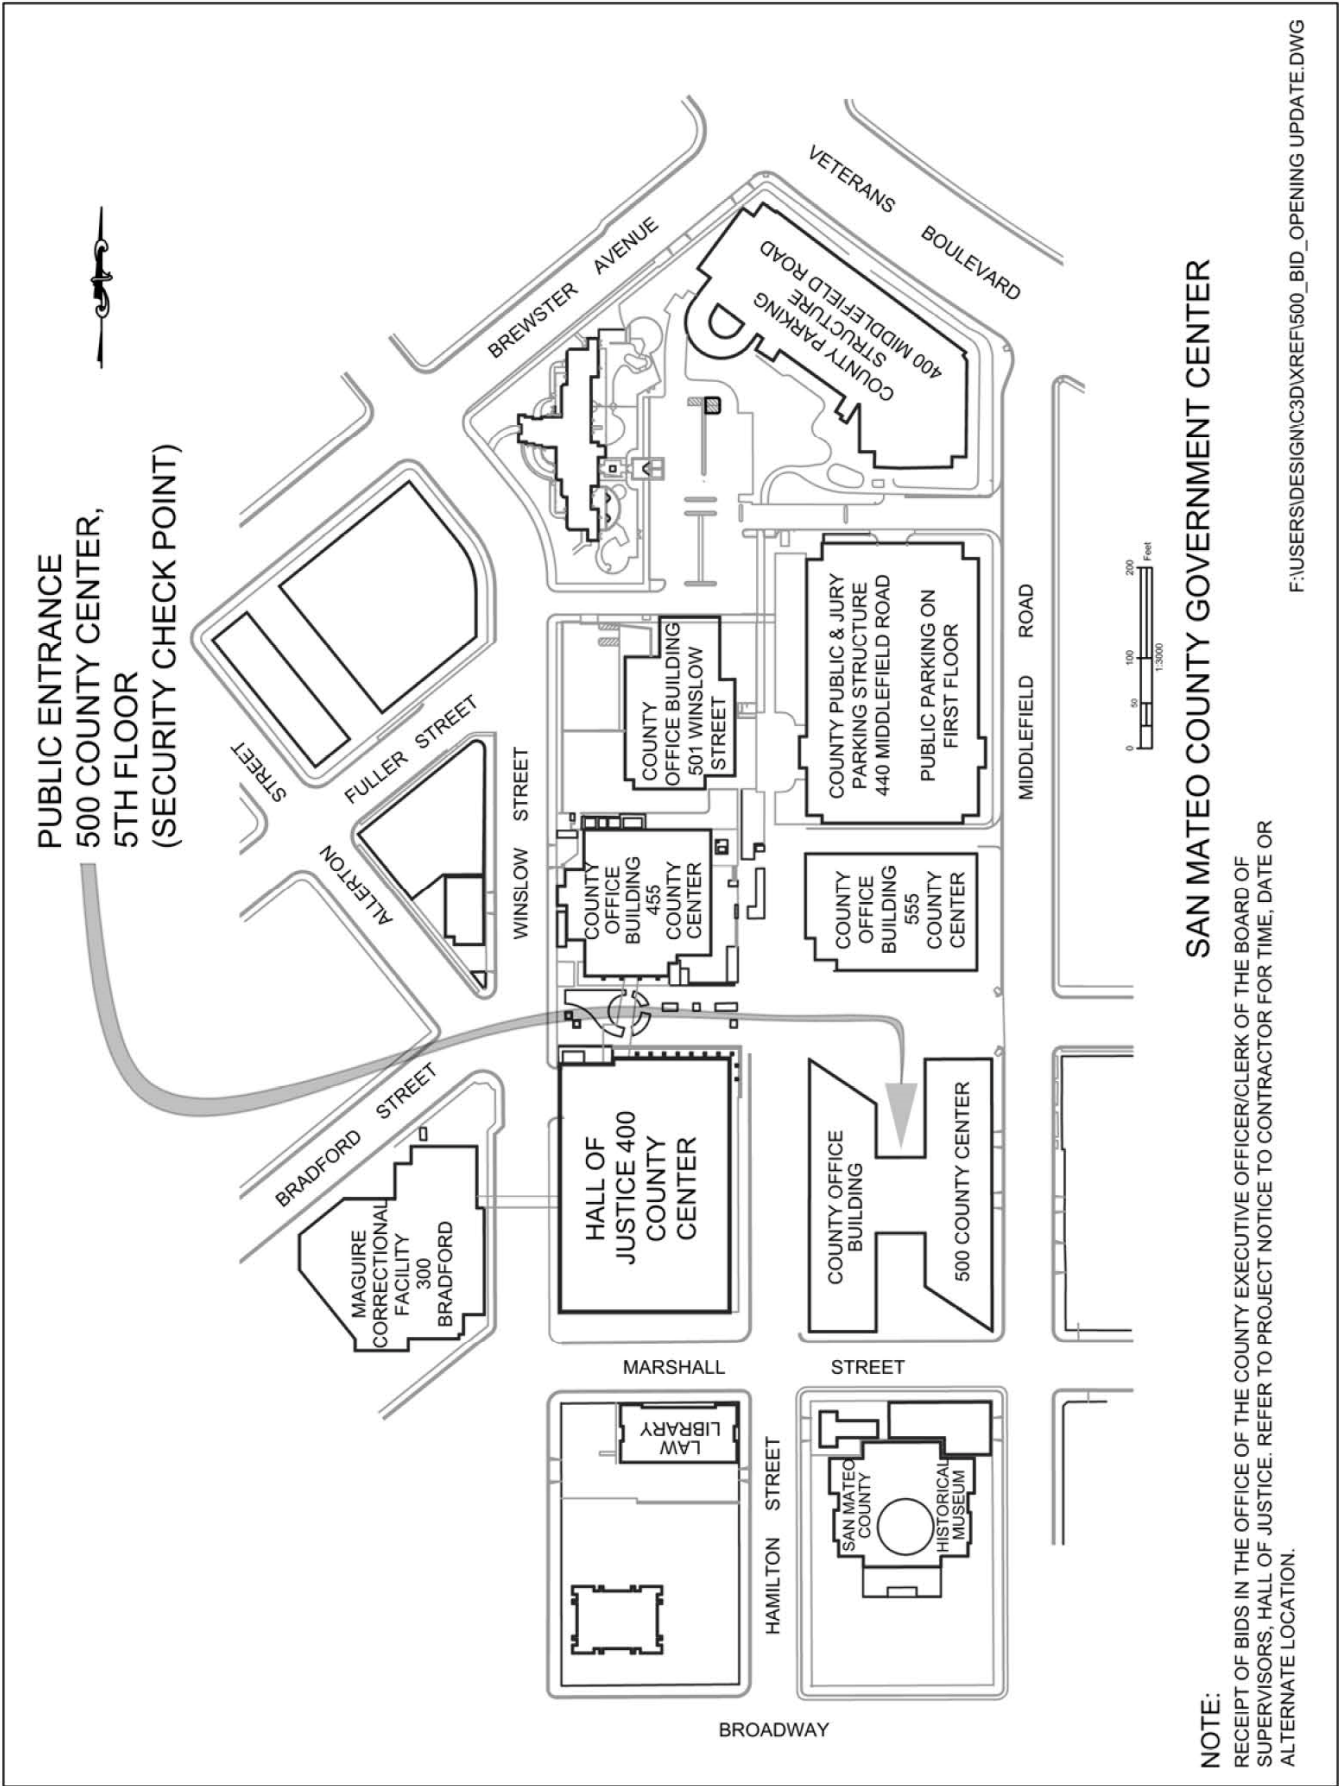 PUBLIC ENTRANCE
500 COUNTY CENTER,
5TH FLOOR
(SECURITY CHECK POINT)
BREWSTER AVENUE
VETERANS BOULEVARD
COUNTY PARKING
STRUCTURE
400 MIDDLEFIELD ROAD
STREET
ALLERTON
FULLER STREET
WINSLOW STREET
BRADFORD STREET
MAGUIRE
CORRECTIONAL
FACILITY
300
BRADFORD
HALL OF
JUSTICE 400
COUNTY
CENTER
COUNTY
OFFICE
BUILDING
455
COUNTY
CENTER
COUNTY
OFFICE BUILDING
501 WINSLOW
STREET
COUNTY PUBLIC & JURY
PARKING STRUCTURE
440 MIDDLEFIELD ROAD
PUBLIC PARKING ON
FIRST FLOOR
COUNTY
OFFICE
BUILDING
555
COUNTY
CENTER
COUNTY OFFICE
BUILDING
500 COUNTY CENTER
MIDDLEFIELD ROAD
MARSHALL STREET
LAW
LIBRARY
HAMILTON STREET
SAN MATEO
COUNTY
HISTORICAL
MUSEUM
BROADWAY
0 50 100 200
Feet
1:3000
SAN MATEO COUNTY GOVERNMENT CENTER
NOTE:
RECEIPT OF BIDS IN THE OFFICE OF THE COUNTY EXECUTIVE OFFICER/CLERK OF THE BOARD OF
SUPERVISORS, HALL OF JUSTICE. REFER TO PROJECT NOTICE TO CONTRACTOR FOR TIME, DATE OR
ALTERNATE LOCATION.
F:\USERS\DESIGN\C3D\XREF\500_BID_OPENING UPDATE.DWG